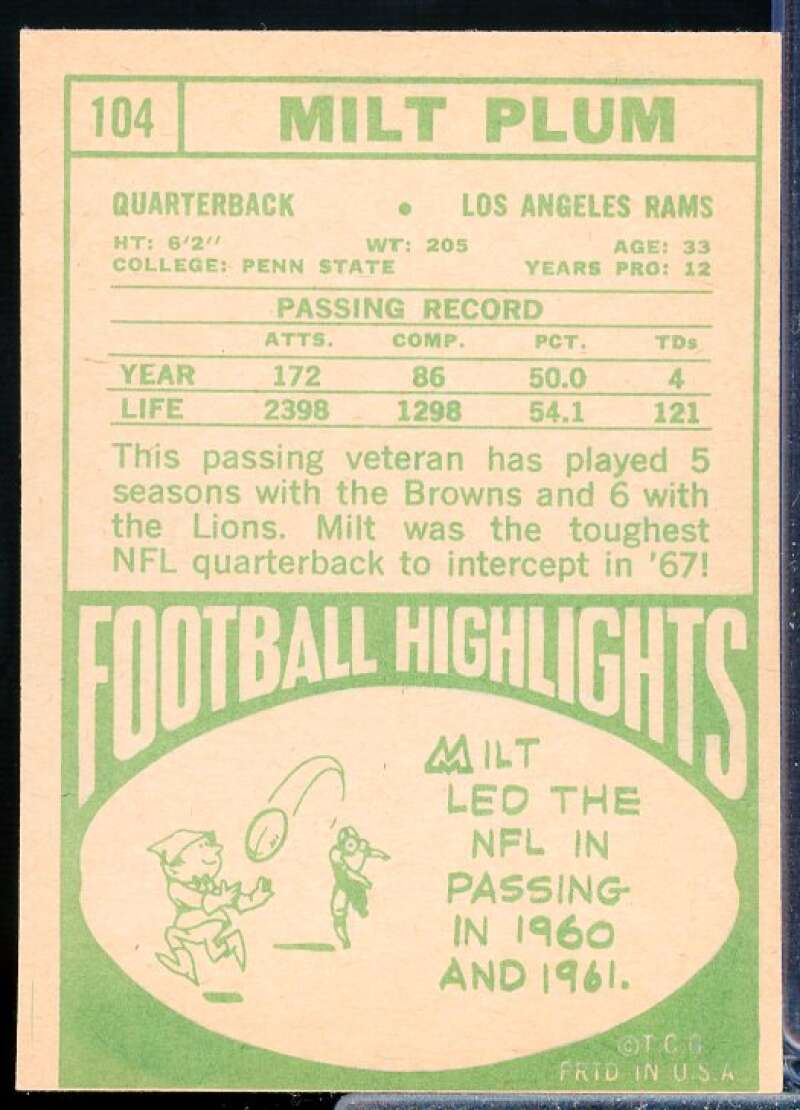 104 MILT PLUM
QUARTERBACK • LOS ANGELES RAMS
HT: 6'2" WT: 205 AGE: 33
COLLEGE: PENN STATE YEARS PRO: 12
PASSING RECORD
ATTS. COMP. PCT. TDs
YEAR 172 86 50.0 4
LIFE 2398 1298 54.1 121
This passing veteran has played 5
seasons with the Browns and 6 with
the Lions. Milt was the toughest
NFL quarterback to intercept in '67!
FOOTBALL HIGHLIGHTS
MILT
LED THE
NFL IN
PASSING
IN 1960
AND 1961.
©T.C.G.
PRTD IN U.S.A